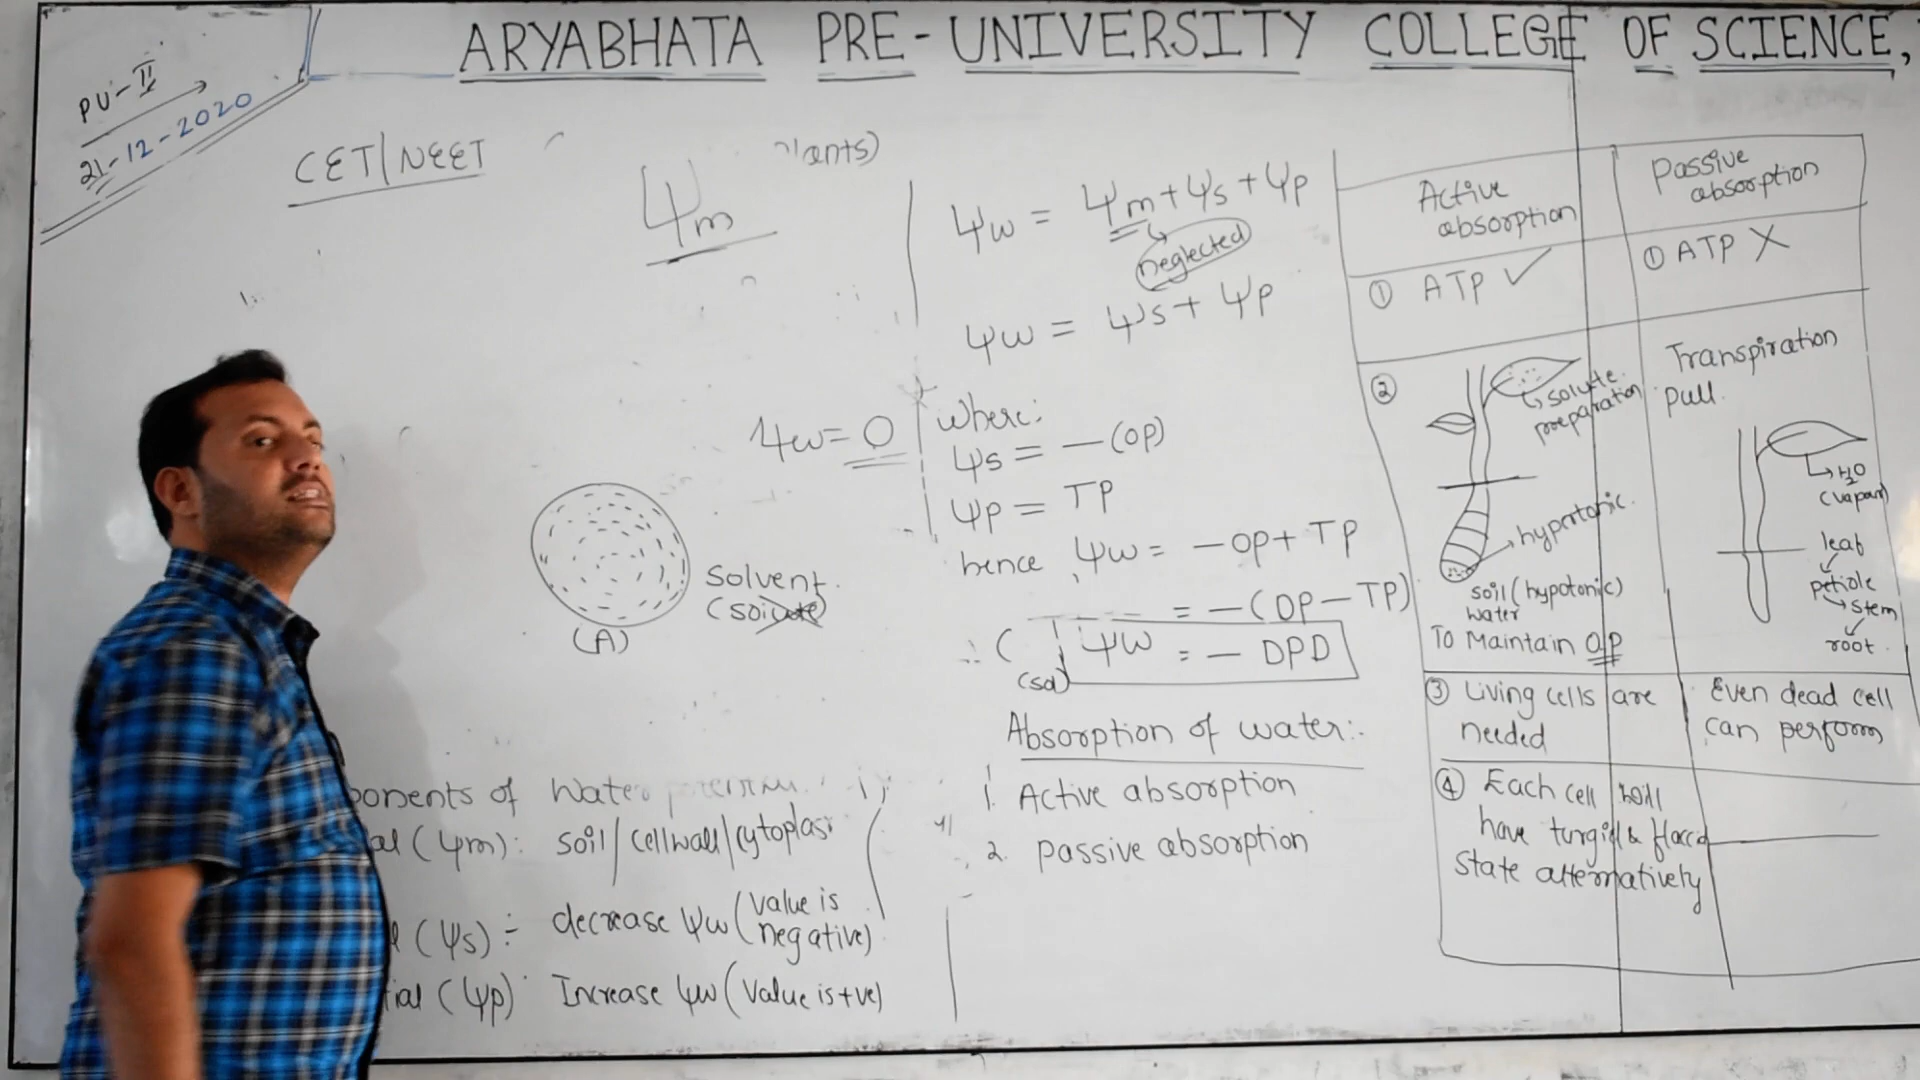 ARYABHATA PRE-UNIVERSITY COLLEGE OF SCIENCE,
PU-II
21-12-2020
CET/NEET
lants)
Ψm
Ψw = 0
Solvent
(A)
ponents of Water
al (Ψm): soil/cellwall/cytoplas
l (Ψs) :- decrease Ψw (value is negative)
tial (Ψp) Increase Ψw (Value is +ve)
Ψw = Ψm + Ψs + Ψp
neglected
Ψw = Ψs + Ψp
where:
Ψs = — (OP)
Ψp = TP
hence Ψw = — OP + TP
= — (OP — TP)
∴ Ψw = — DPD
Absorption of water:-
1. Active absorption
2. passive absorption
Active absorption
Passive absorption
① ATP ✓
① ATP X
②
solute preparation
hypertonic.
soil (hypotonic)
water
To Maintain OP
Transpiration
pull.
H2O
(vapour)
leaf
petiole
stem
root.
③ Living cells are
needed
Even dead cell
can perform
④ Each cell will
have turgid & flaccid
State alternatively